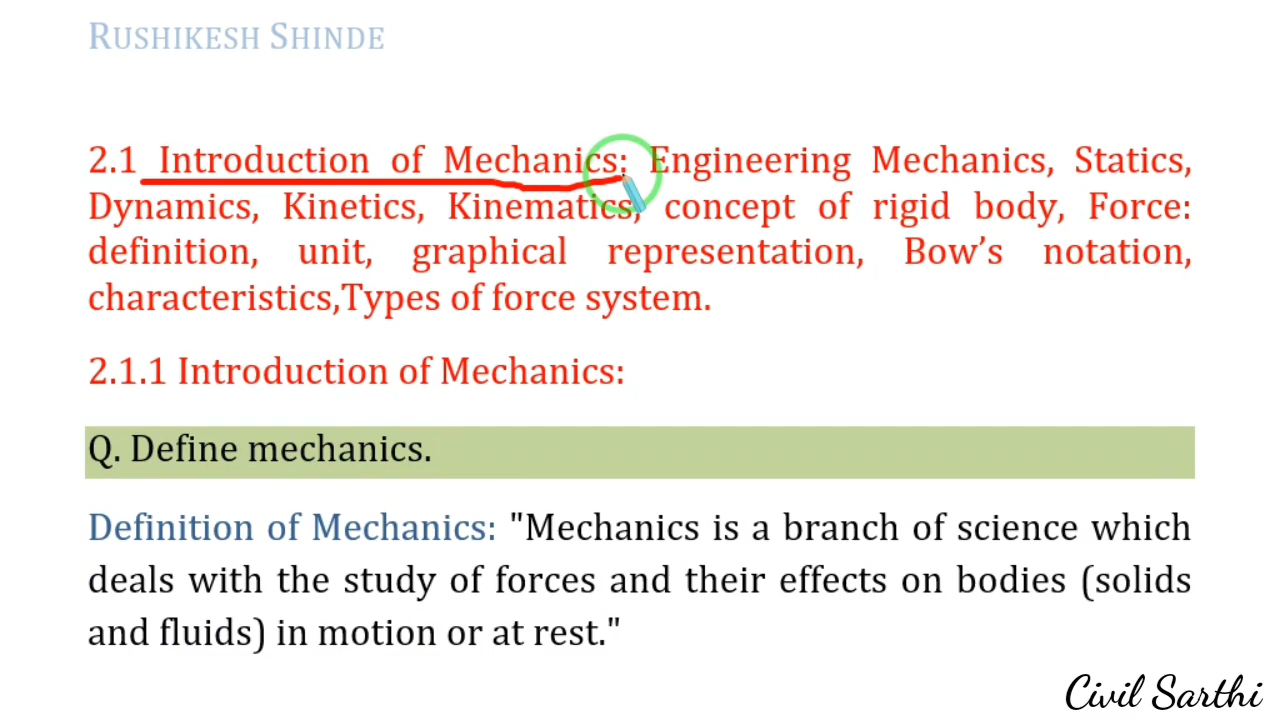 RUSHIKESH SHINDE
2.1 Introduction of Mechanics: Engineering Mechanics, Statics,
Dynamics, Kinetics, Kinematics, concept of rigid body, Force:
definition, unit, graphical representation, Bow’s notation,
characteristics,Types of force system.
2.1.1 Introduction of Mechanics:
Q. Define mechanics.
Definition of Mechanics: "Mechanics is a branch of science which
deals with the study of forces and their effects on bodies (solids
and fluids) in motion or at rest."
Civil Sarthi